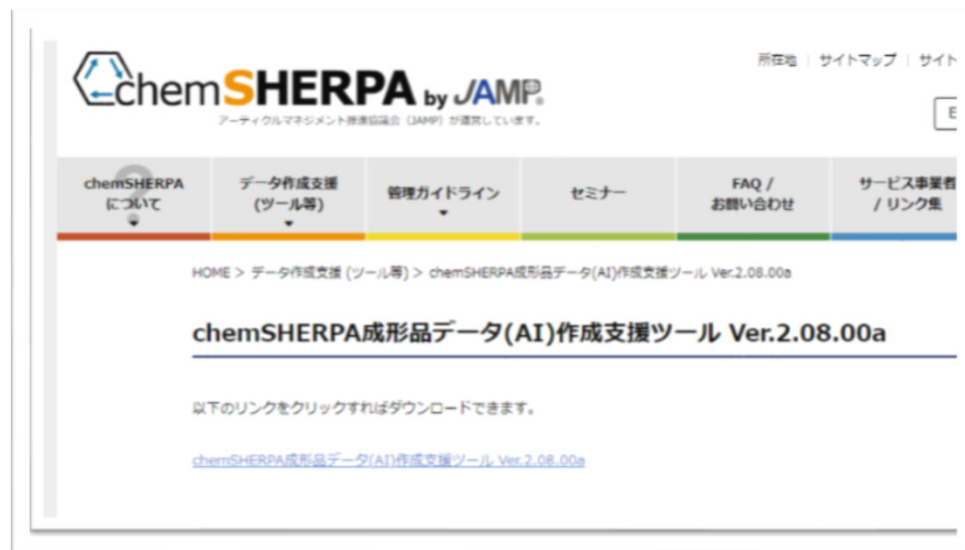 所在地 | サイトマップ | サイト
chemSHERPA by JAMP®
アーティクルマネジメント推進協議会（JAMP）が運営しています。
E
chemSHERPA
について
データ作成支援
(ツール等)
管理ガイドライン
セミナー
FAQ /
お問い合わせ
サービス事業者
/ リンク集
HOME > データ作成支援 (ツール等) > chemSHERPA成形品データ(AI)作成支援ツール Ver.2.08.00a
chemSHERPA成形品データ(AI)作成支援ツール Ver.2.08.00a
以下のリンクをクリックすればダウンロードできます。
chemSHERPA成形品データ(AI)作成支援ツール Ver.2.08.00a